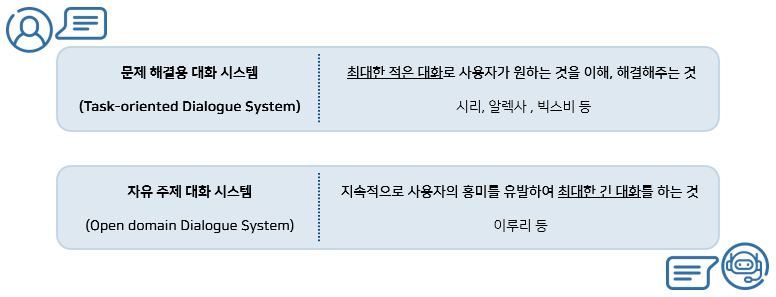 문제 해결용 대화 시스템
(Task-oriented Dialogue System)
최대한 적은 대화로 사용자가 원하는 것을 이해, 해결해주는 것
시리, 알렉사 , 빅스비 등
자유 주제 대화 시스템
(Open domain Dialogue System)
지속적으로 사용자의 흥미를 유발하여 최대한 긴 대화를 하는 것
이루리 등